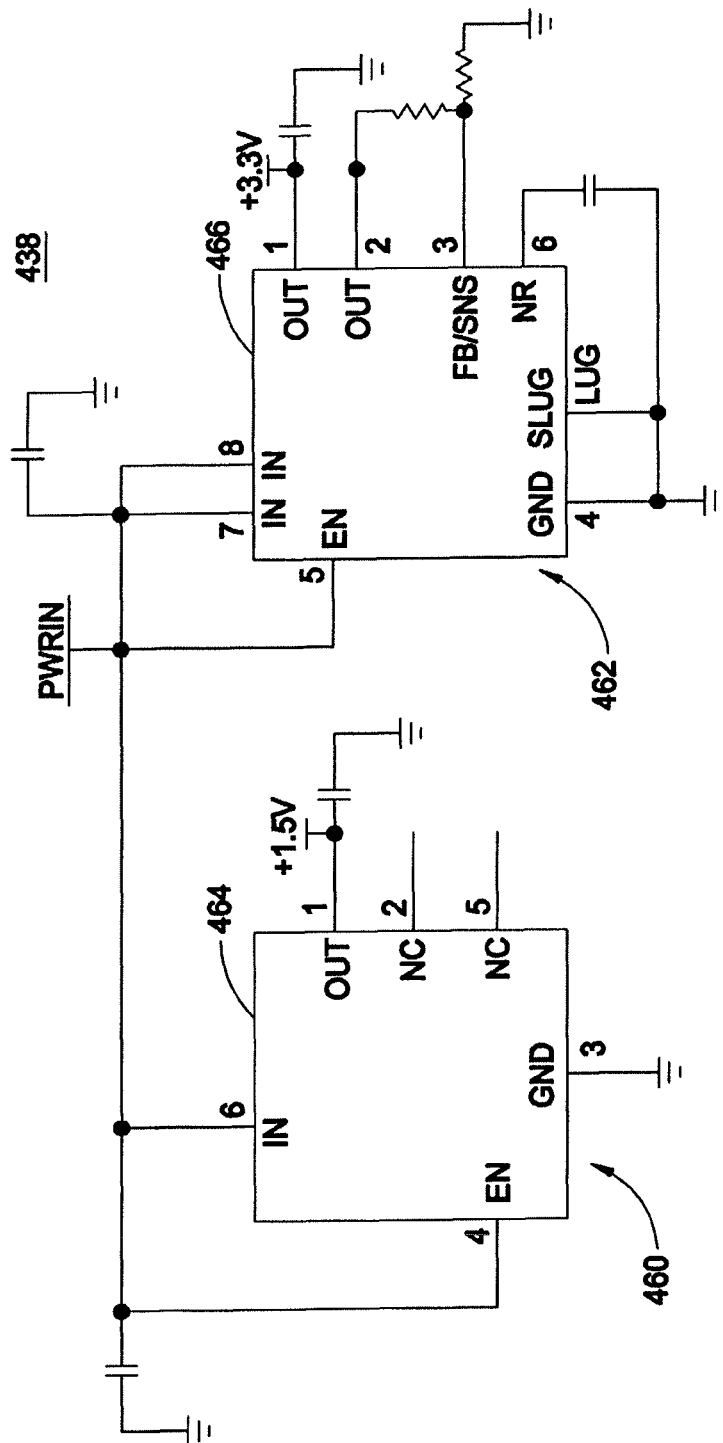 438
PWRIN
464
6
IN
OUT
1
+1.5V
NC
2
NC
5
EN
4
GND
3
460
466
7
IN
8
IN
EN
5
OUT
1
+3.3V
OUT
2
FB/SNS
3
NR
6
GND
4
SLUG
LUG
462